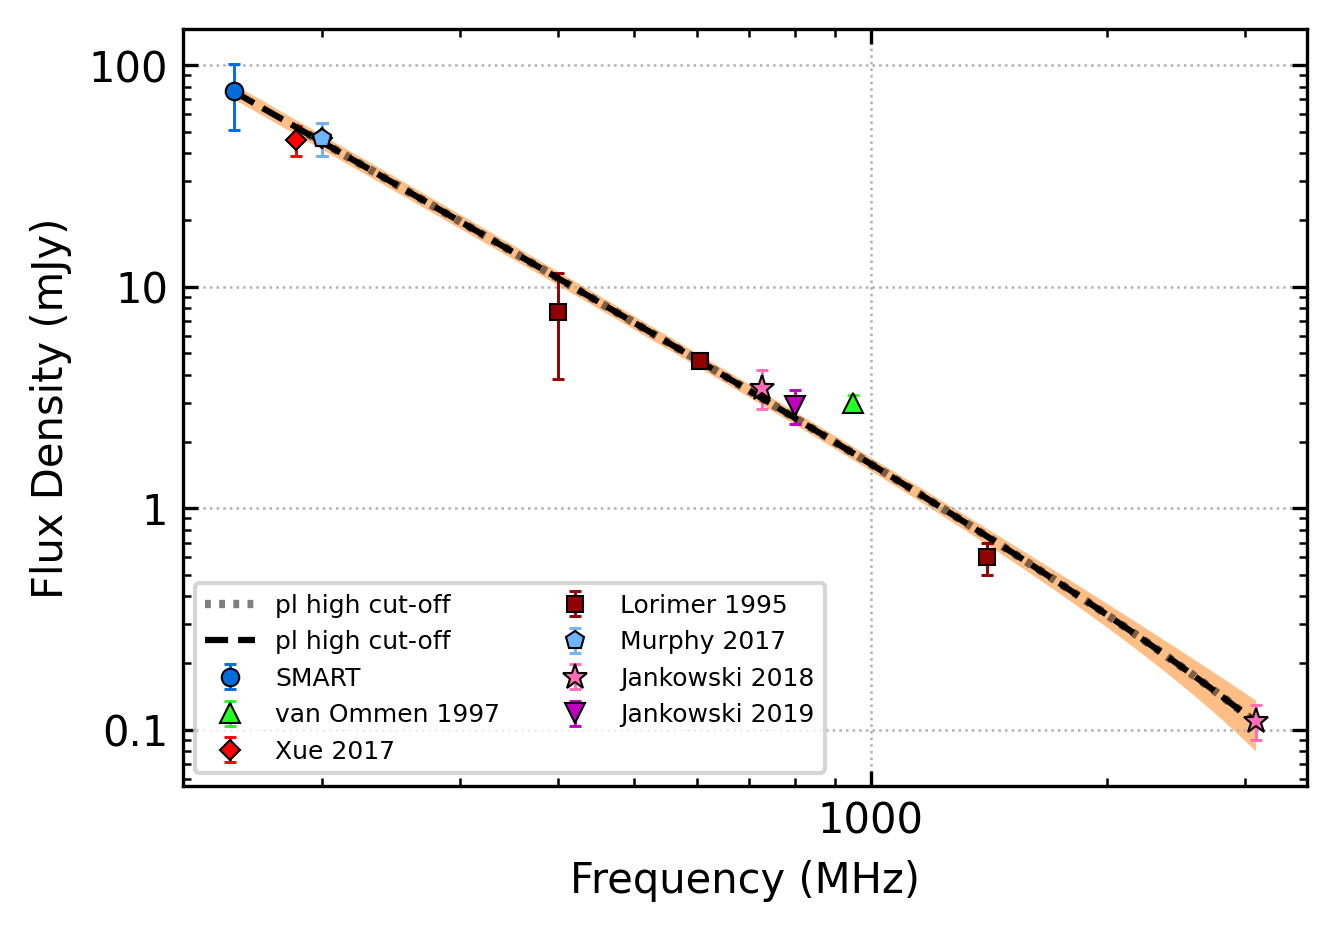 100
10
1
0.1
Flux Density (mJy)
pl high cut-off
pl high cut-off
SMART
van Ommen 1997
Xue 2017
Lorimer 1995
Murphy 2017
Jankowski 2018
Jankowski 2019
1000
Frequency (MHz)